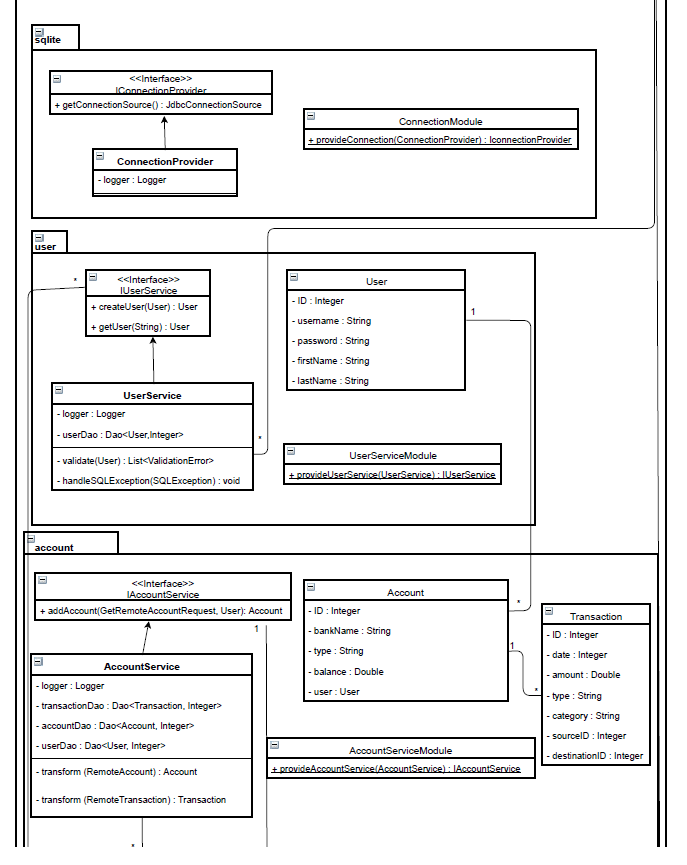 sqlite
<<Interface>>
IConnectionProvider
+ getConnectionSource() : JdbcConnectionSource
ConnectionModule
+ provideConnection(ConnectionProvider) : IconnectionProvider
ConnectionProvider
- logger : Logger
user
*
<<Interface>>
IUserService
+ createUser(User) : User
+ getUser(String) : User
User
- ID : Integer
- username : String
- password : String
- firstName : String
- lastName : String
1
UserService
- logger : Logger
- userDao : Dao<User,Integer>
- validate(User) : List<ValidationError>
- handleSQLException(SQLException) : void
*
UserServiceModule
+ provideUserService(UserService) : IUserService
account
<<Interface>>
IAccountService
+ addAccount(GetRemoteAccountRequest, User): Account
1
Account
- ID : Integer
- bankName : String
- type : String
- balance : Double
- user : User
*
1
*
Transaction
- ID : Integer
- date : Integer
- amount : Double
- type : String
- category : String
- sourceID : Integer
- destinationID : Integer
AccountService
- logger : Logger
- transactionDao : Dao<Transaction, Integer>
- accountDao : Dao<Account, Integer>
- userDao : Dao<User, Integer>
- transform (RemoteAccount) : Account
- transform (RemoteTransaction) : Transaction
AccountServiceModule
+ provideAccountService(AccountService) : IAccountService
*